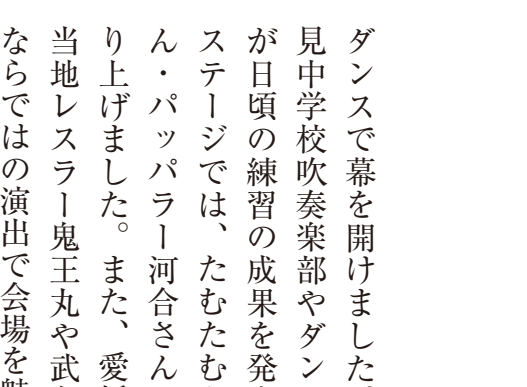 ダンスで幕を開けました
見中学校吹奏楽部やダン
が日頃の練習の成果を発
ステージでは、たむたむ
ん・パッパラー河合さん
り上げました。また、愛
当地レスラー鬼王丸や武
ならではの演出で会場を